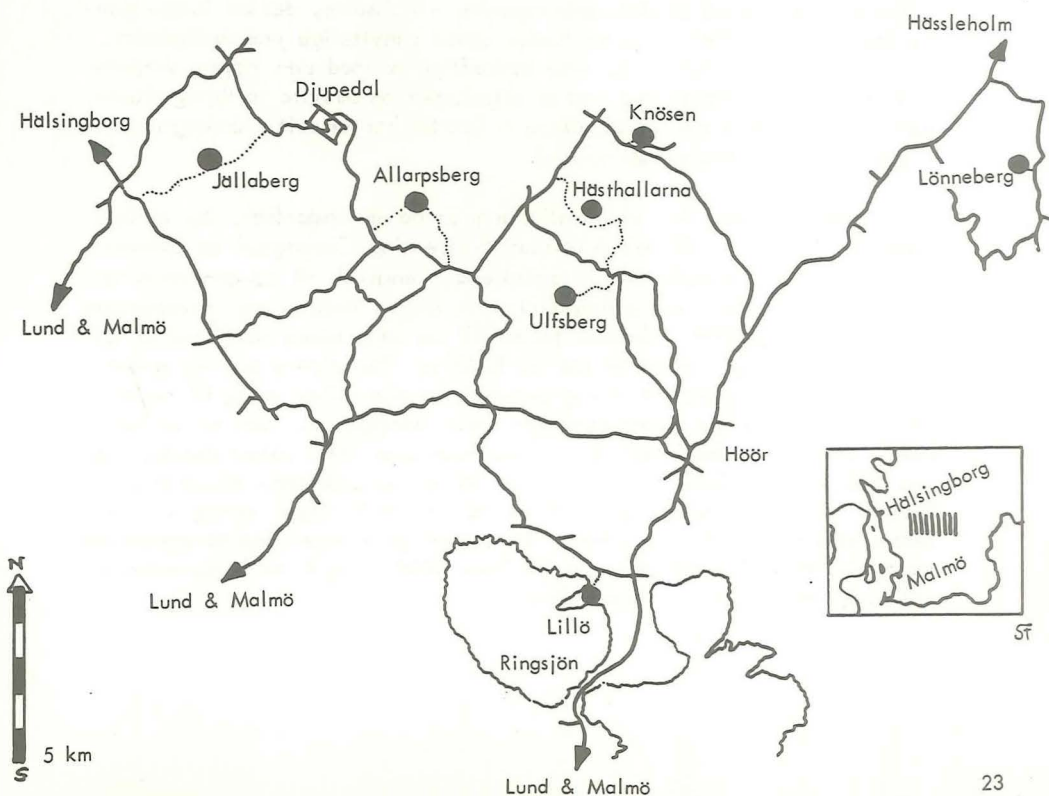 Hässleholm
Djupedal
Knösen
Hälsingborg
Jällaberg
Allarpsberg
Hästhallarna
Lönneberg
Lund & Malmö
Ulfsberg
Höör
Hälsingborg
Malmö
N
Lund & Malmö
Lillö
Ringsjön
ST
5 km
S
Lund & Malmö
23